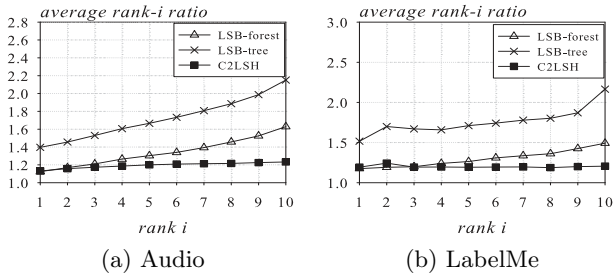 average rank-i ratio
2.8
2.6
2.4
2.2
2.0
1.8
1.6
1.4
1.2
1.0
LSB-forest
LSB-tree
C2LSH
1 2 3 4 5 6 7 8 9 10
rank i
(a) Audio
average rank-i ratio
3.0
2.5
2.0
1.5
1.0
LSB-forest
LSB-tree
C2LSH
1 2 3 4 5 6 7 8 9 10
rank i
(b) LabelMe